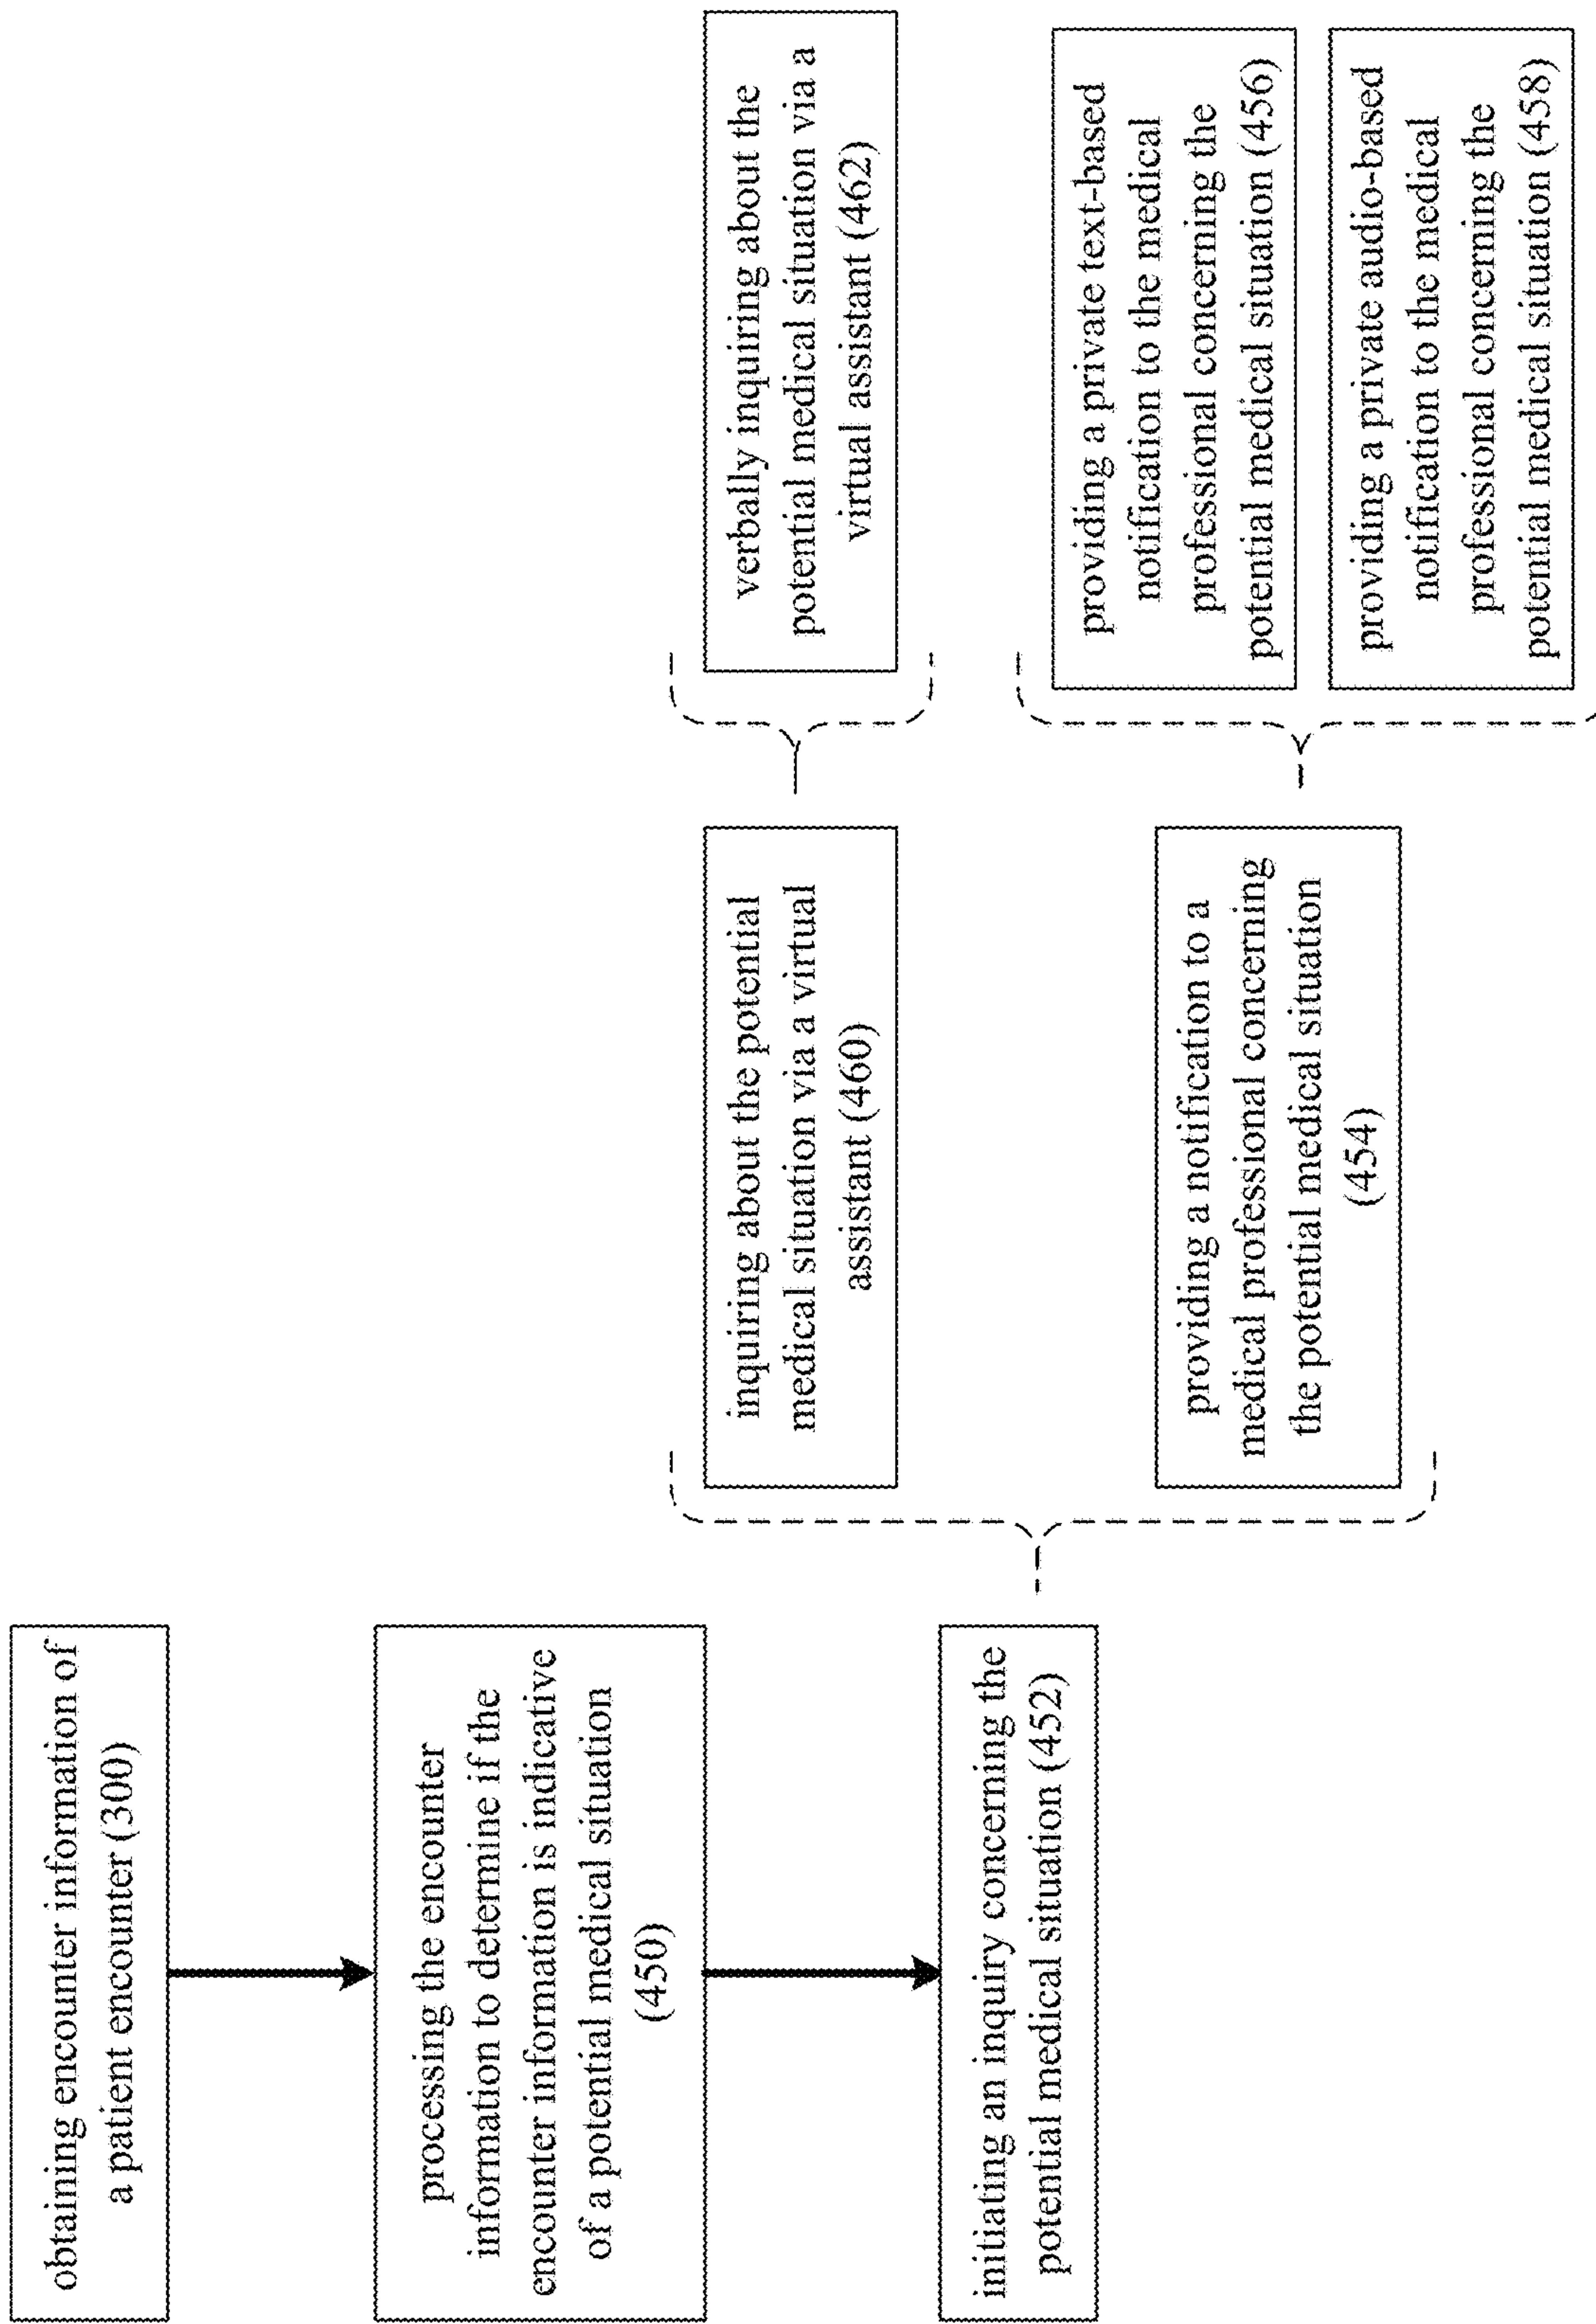 obtaining encounter information of
a patient encounter (300)
processing the encounter
information to determine if the
encounter information is indicative
of a potential medical situation
(450)
initiating an inquiry concerning the
potential medical situation (452)
inquiring about the potential
medical situation via a virtual
assistant (460)
verbally inquiring about the
potential medical situation via a
virtual assistant (462)
providing a notification to a
medical professional concerning
the potential medical situation
(454)
providing a private text-based
notification to the medical
professional concerning the
potential medical situation (456)
providing a private audio-based
notification to the medical
professional concerning the
potential medical situation (458)